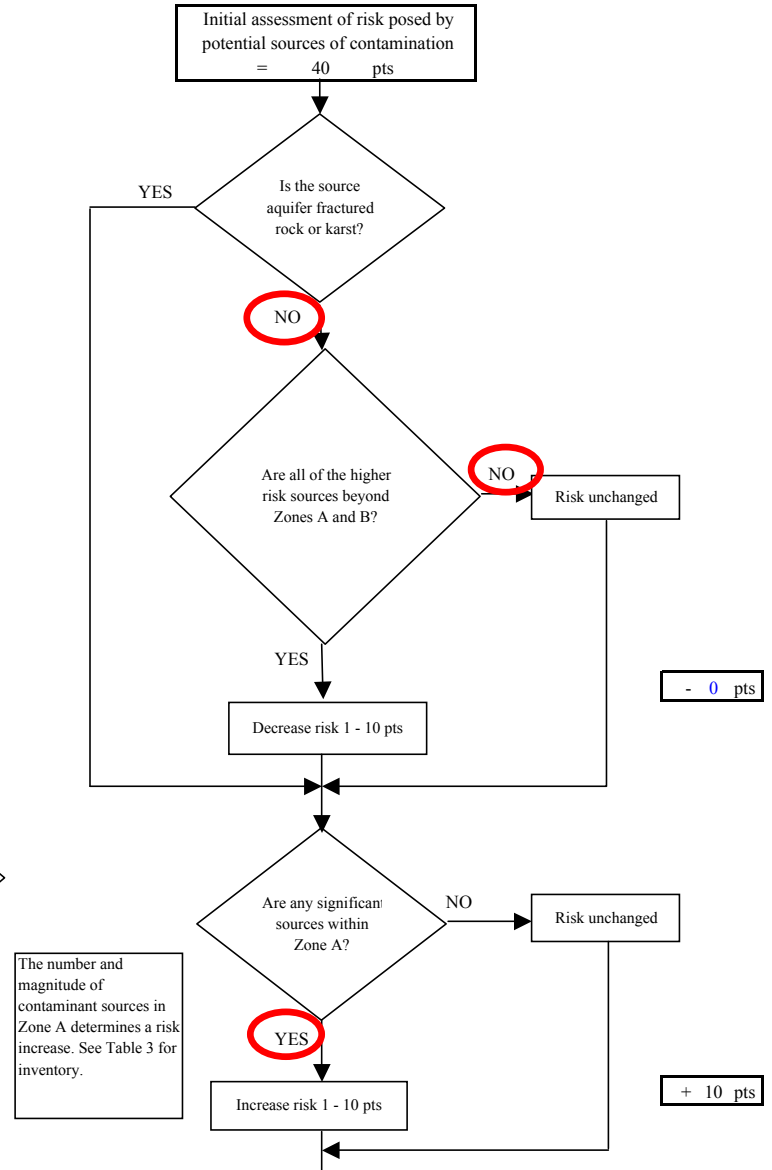 Initial assessment of risk posed by
potential sources of contamination
= 40 pts
YES
Is the source
aquifer fractured
rock or karst?
NO
Are all of the higher
risk sources beyond
Zones A and B?
NO
Risk unchanged
YES
- 0 pts
Decrease risk 1 - 10 pts
Are any significant
sources within
Zone A?
NO
Risk unchanged
The number and
magnitude of
contaminant sources in
Zone A determines a risk
increase. See Table 3 for
inventory.
YES
Increase risk 1 - 10 pts
+ 10 pts